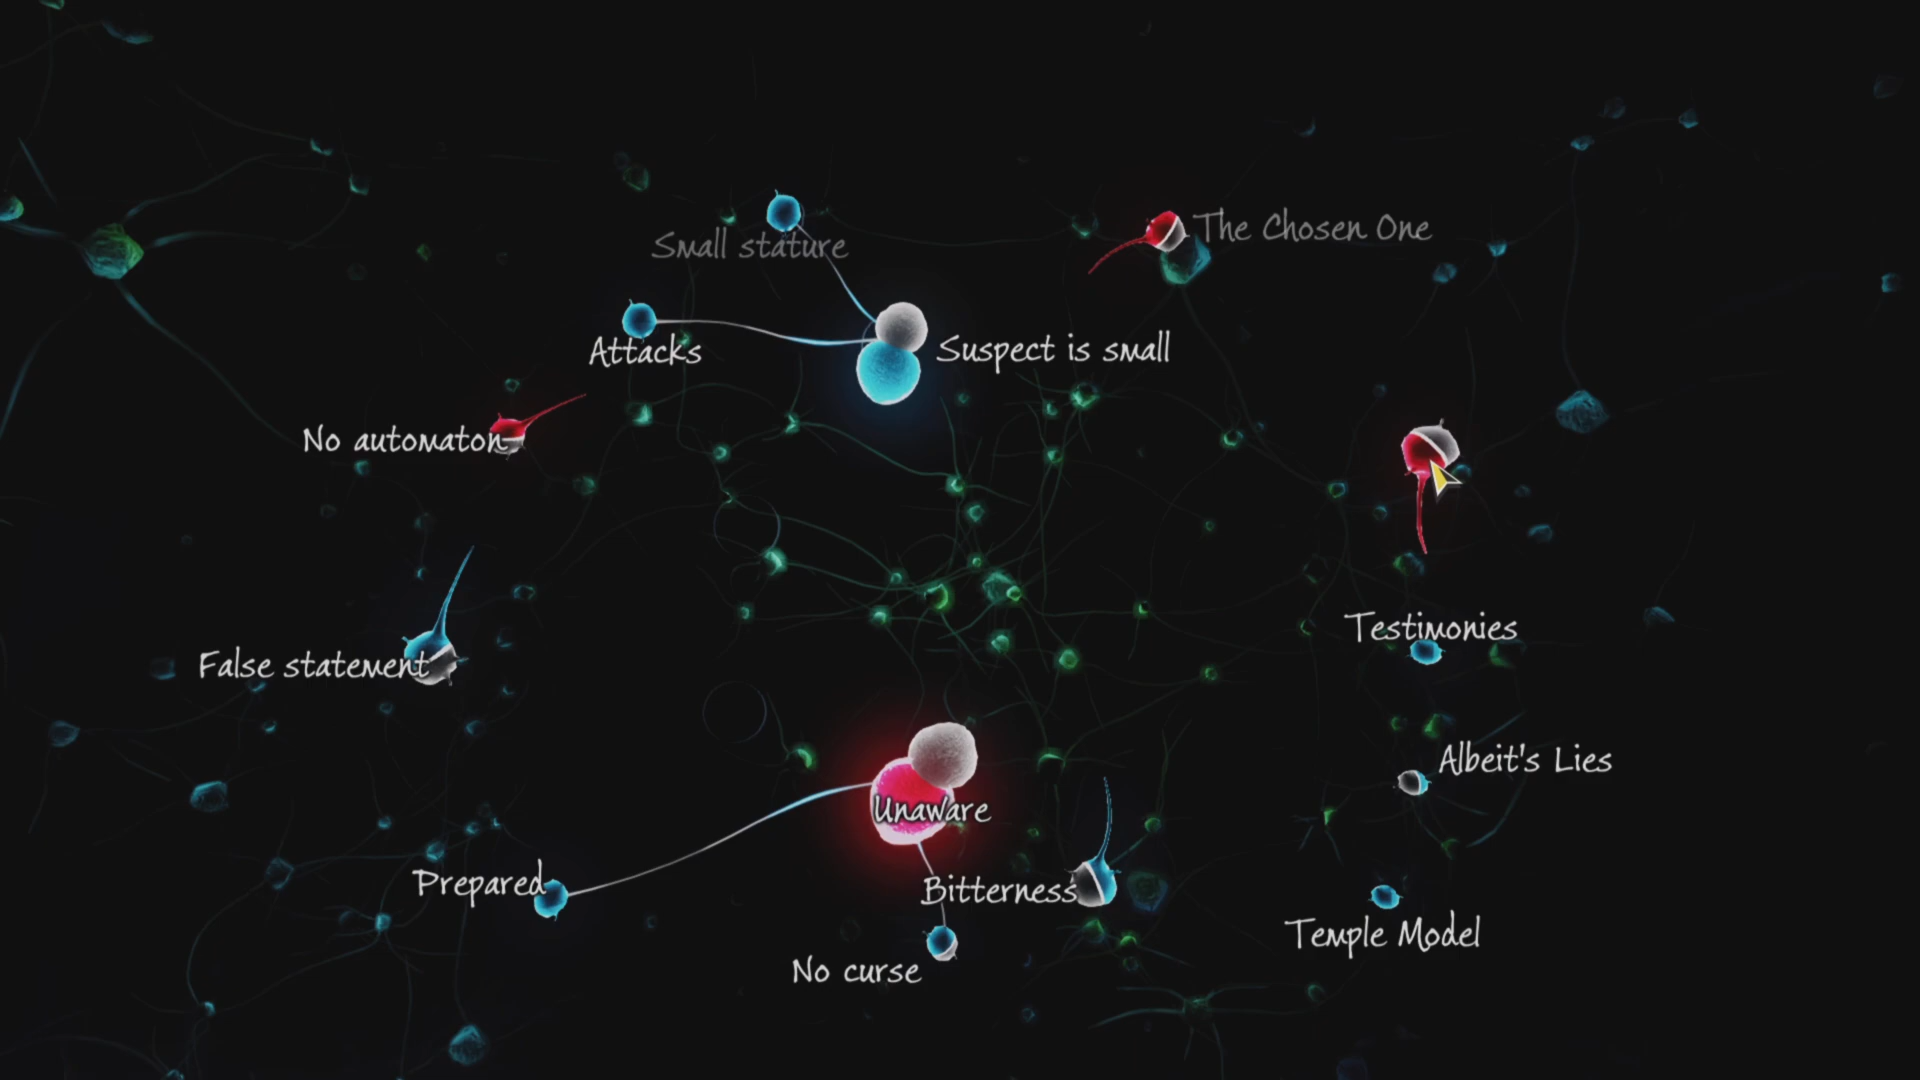 The Chosen One
Small stature
Attacks
Suspect is small
No automaton
Testimonies
False statement
Albeit's Lies
Unaware
Prepared
Bitterness
Temple Model
No curse